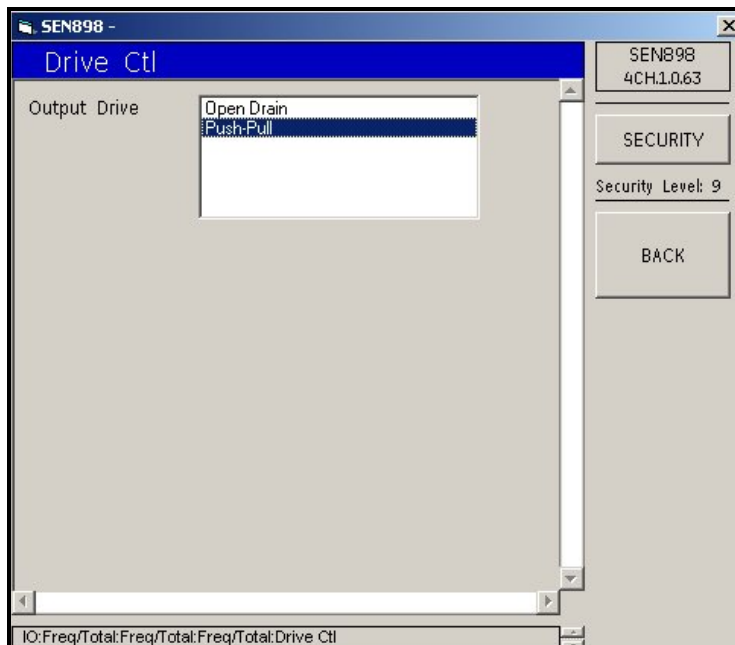 SEN898 -
Drive Ctl
SEN898
4CH.1.0.63
Output Drive
Open Drain
Push-Pull
SECURITY
Security Level: 9
BACK
IO:Freq/Total:Freq/Total:Freq/Total:Drive Ctl